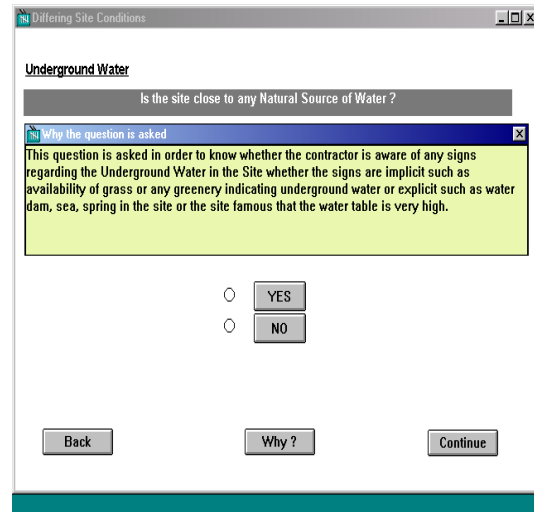 Differing Site Conditions
Underground Water
Is the site close to any Natural Source of Water ?
Why the question is asked
This question is asked in order to know whether the contractor is aware of any signs
regarding the Underground Water in the Site whether the signs are implicit such as
availability of grass or any greenery indicating underground water or explicit such as water
dam, sea, spring in the site or the site famous that the water table is very high.
YES
NO
Back
Why ?
Continue